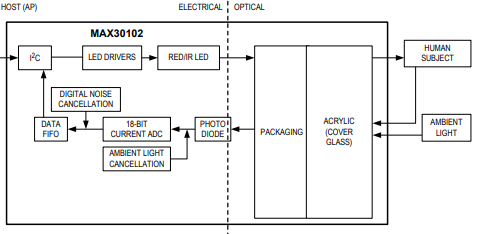 HOST (AP)
ELECTRICAL
OPTICAL
MAX30102
I²C
LED DRIVERS
RED/IR LED
HUMAN
SUBJECT
DIGITAL NOISE
CANCELLATION
DATA
FIFO
18-BIT
CURRENT ADC
PHOTO
DIODE
PACKAGING
ACRYLIC
(COVER
GLASS)
AMBIENT
LIGHT
AMBIENT LIGHT
CANCELLATION